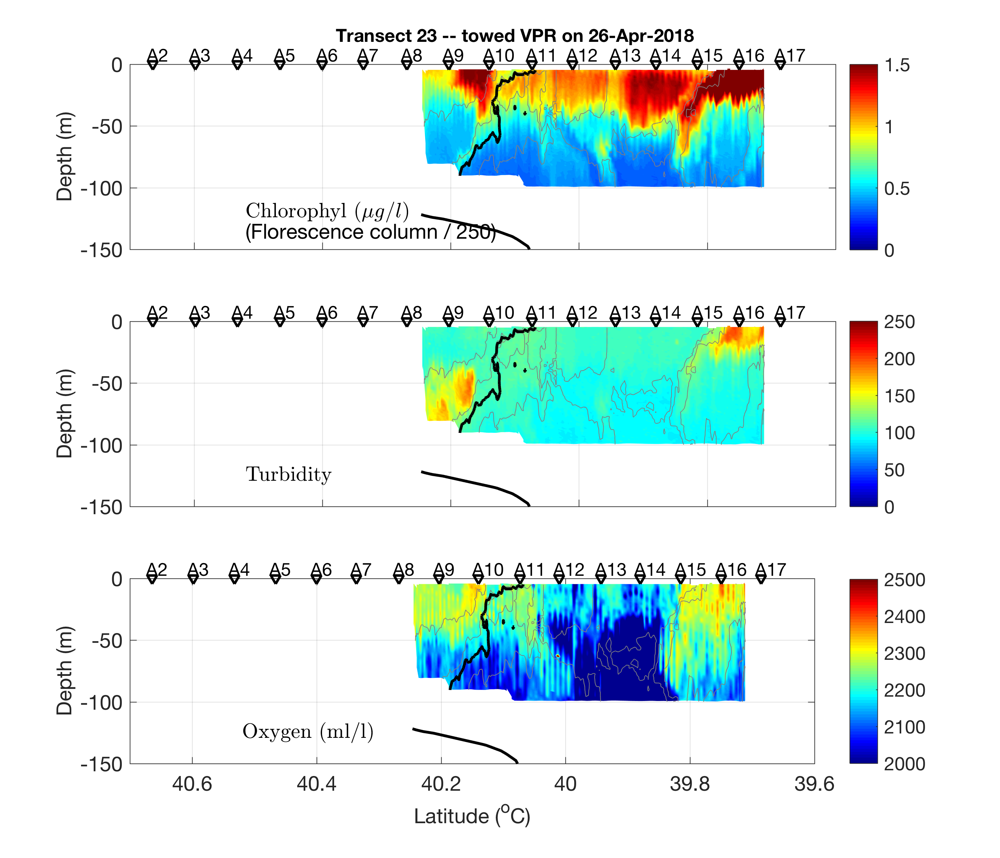 Transect 23 -- towed VPR on 26-Apr-2018
A2 A3 A4 A5 A6 A7 A8 A9 A10 A11 A12 A13 A14 A15 A16 A17
0
-50
-100
-150
Depth (m)
Chlorophyl (μg/l)
(Florescence column / 250)
1.5
1
0.5
0
A2 A3 A4 A5 A6 A7 A8 A9 A10 A11 A12 A13 A14 A15 A16 A17
0
-50
-100
-150
Depth (m)
Turbidity
250
200
150
100
50
0
A2 A3 A4 A5 A6 A7 A8 A9 A10 A11 A12 A13 A14 A15 A16 A17
0
-50
-100
-150
Depth (m)
Oxygen (ml/l)
2500
2400
2300
2200
2100
2000
40.6 40.4 40.2 40 39.8 39.6
Latitude (°C)